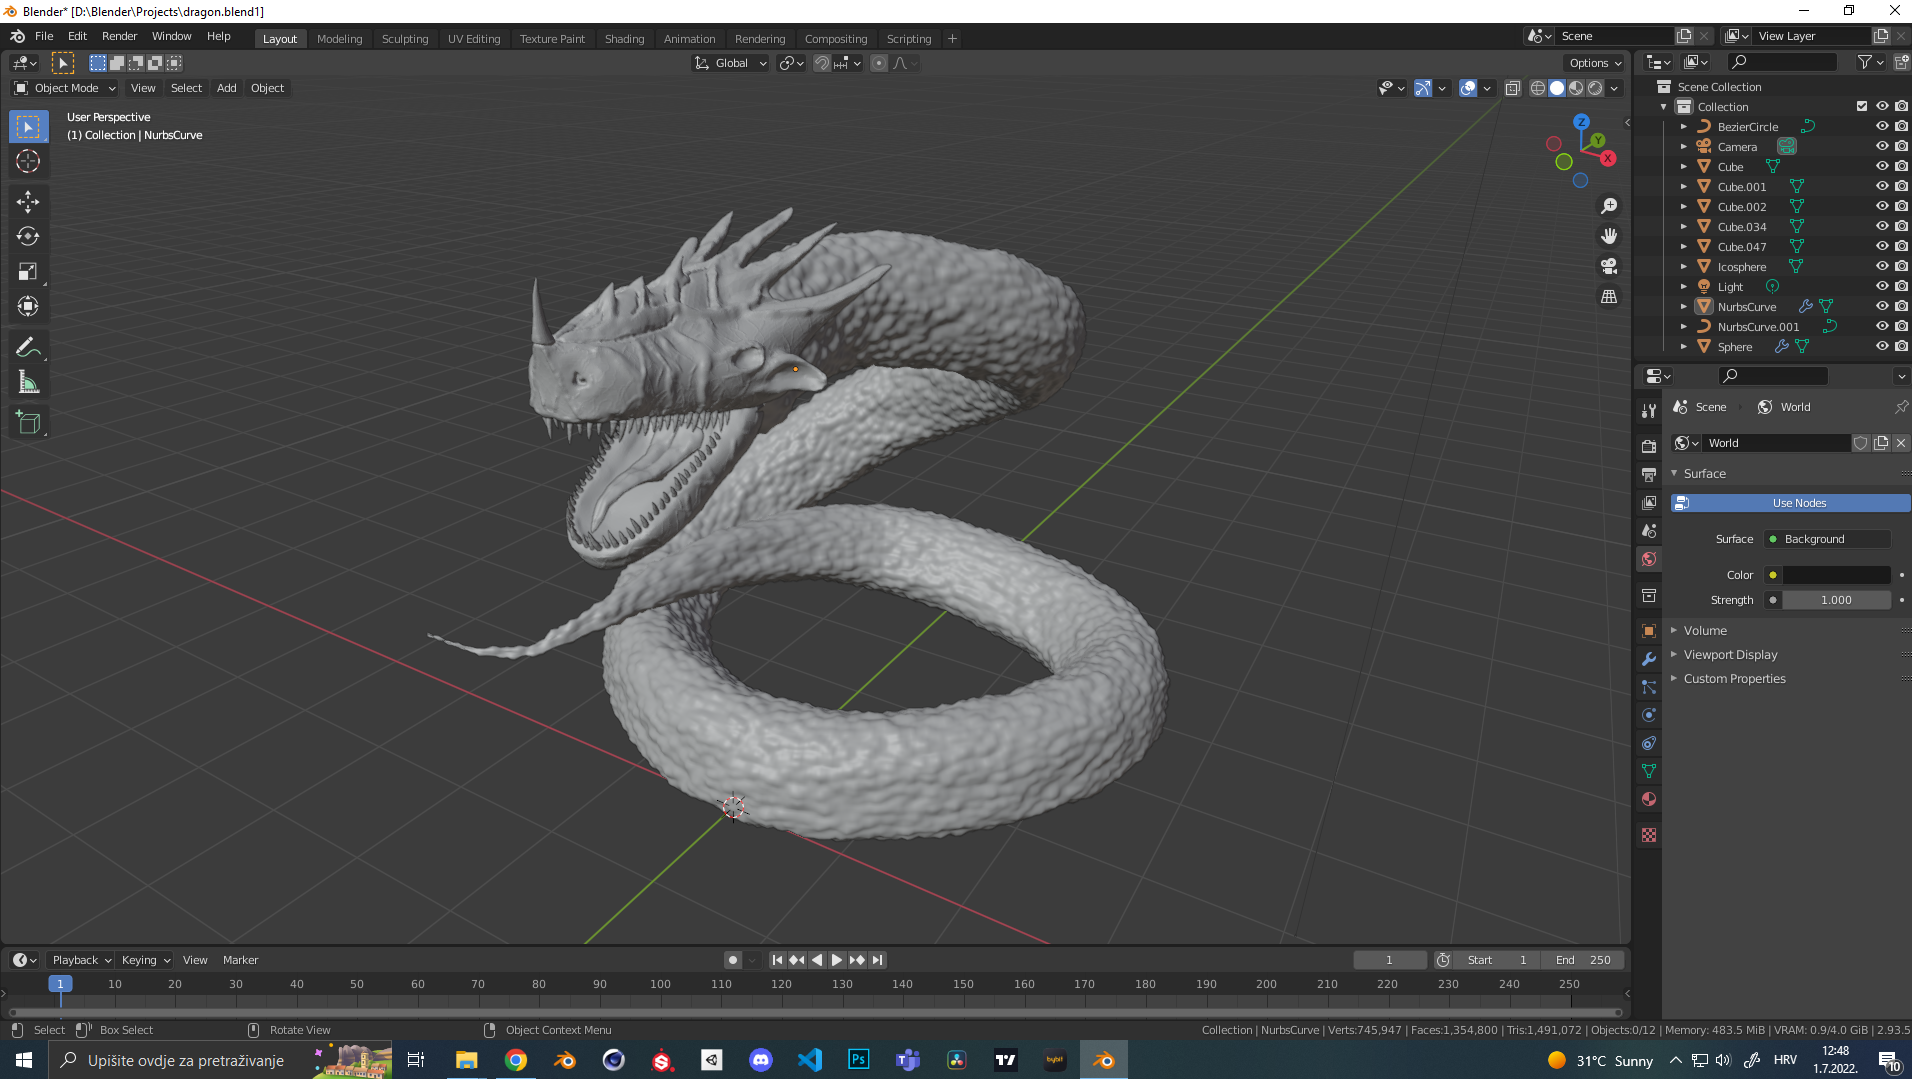 Blender* [D:\Blender\Projects\dragon.blend1]
File Edit Render Window Help
Layout Modeling Sculpting UV Editing Texture Paint Shading Animation Rendering Compositing Scripting +
Scene
View Layer
Global
Options
Object Mode View Select Add Object
User Perspective
(1) Collection | NurbsCurve
Z
Y
X
Scene Collection
Collection
BezierCircle
Camera
Cube
Cube.001
Cube.002
Cube.034
Cube.047
Icosphere
Light
NurbsCurve
NurbsCurve.001
Sphere
Scene World
World
Surface
Use Nodes
Surface Background
Color
Strength 1.000
Volume
Viewport Display
Custom Properties
Playback Keying View Marker
1 Start 1 End 250
1 10 20 30 40 50 60 70 80 90 100 110 120 130 140 150 160 170 180 190 200 210 220 230 240 250
Select Box Select Rotate View Object Context Menu
Collection | NurbsCurve | Verts:745,947 | Faces:1,354,800 | Tris:1,491,072 | Objects:0/12 | Memory: 483.5 MiB | VRAM: 0.9/4.0 GiB | 2.93.5
Upišite ovdje za pretraživanje
Ps
bybit
31°C Sunny
HRV
12:48
1.7.2022.
10